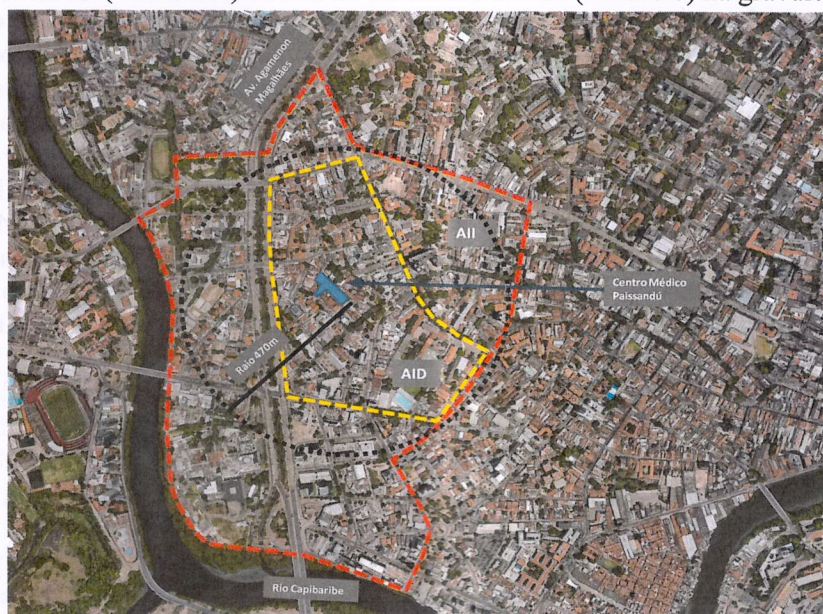 Av. Agamenon
Magalhães
AII
Centro Médico
Paissandú
Raio 470m
AID
Rio Capibaribe